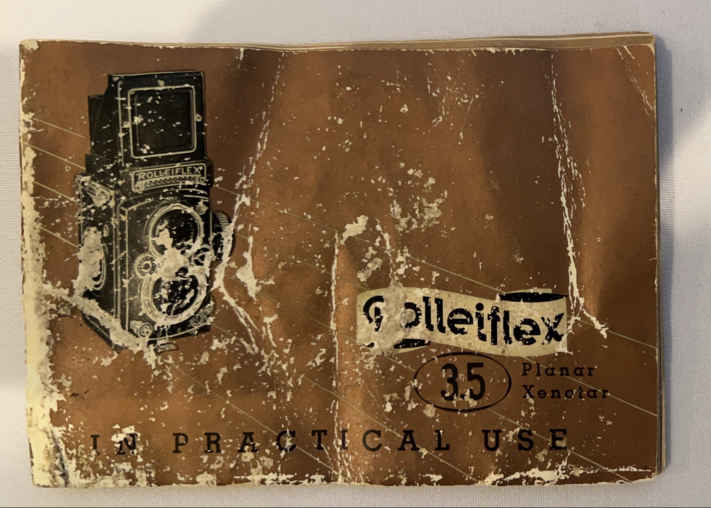 ROLLEIFLEX
Rolleiflex
3.5
Planar
Xenotar
IN PRACTICAL USE